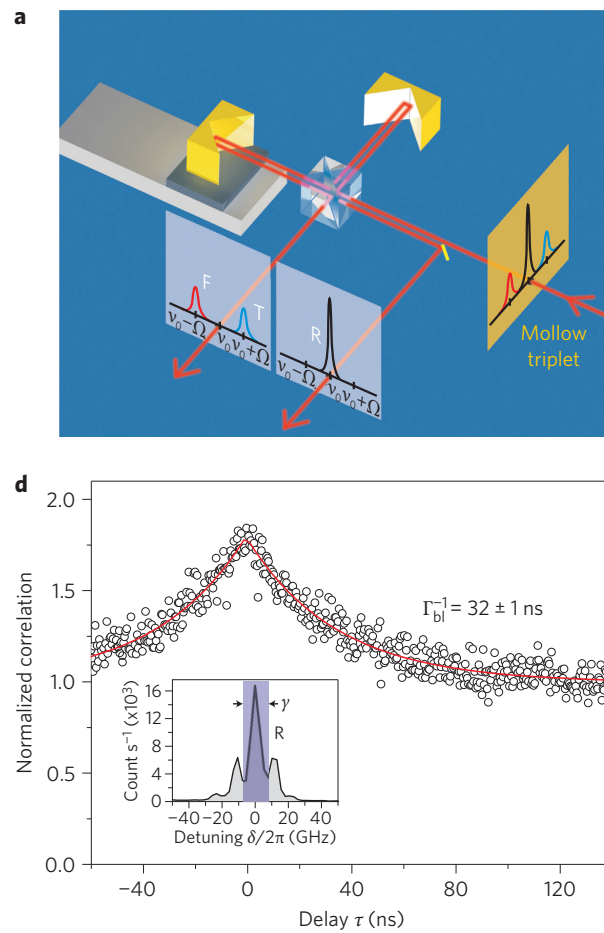 a
F
T
R
ν₀−Ω
ν₀
ν₀+Ω
ν₀−Ω
ν₀
ν₀+Ω
Mollow
triplet
d
2.0
1.5
1.0
0.5
0.0
Normalized correlation
Γbl⁻¹ = 32 ± 1 ns
16
12
8
4
0
Count s⁻¹ (x10³)
γ
R
−40 −20 0 20 40
Detuning δ/2π (GHz)
−40 0 40 80 120
Delay τ (ns)